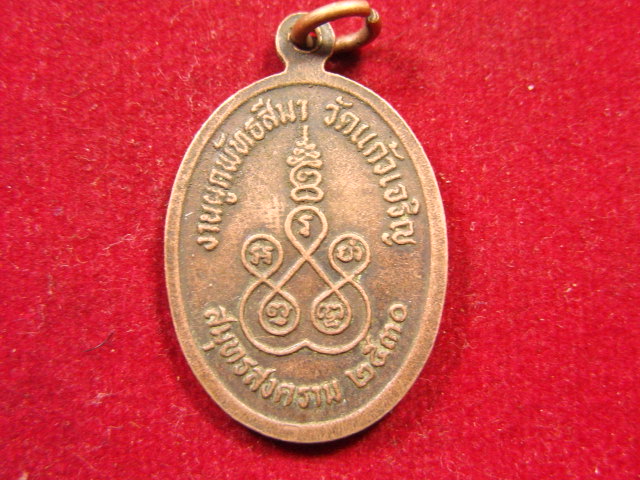 งานผูกพัทธสีมา วัดแก้วเจริญ
สมุทรสงคราม ๒๕๓๐